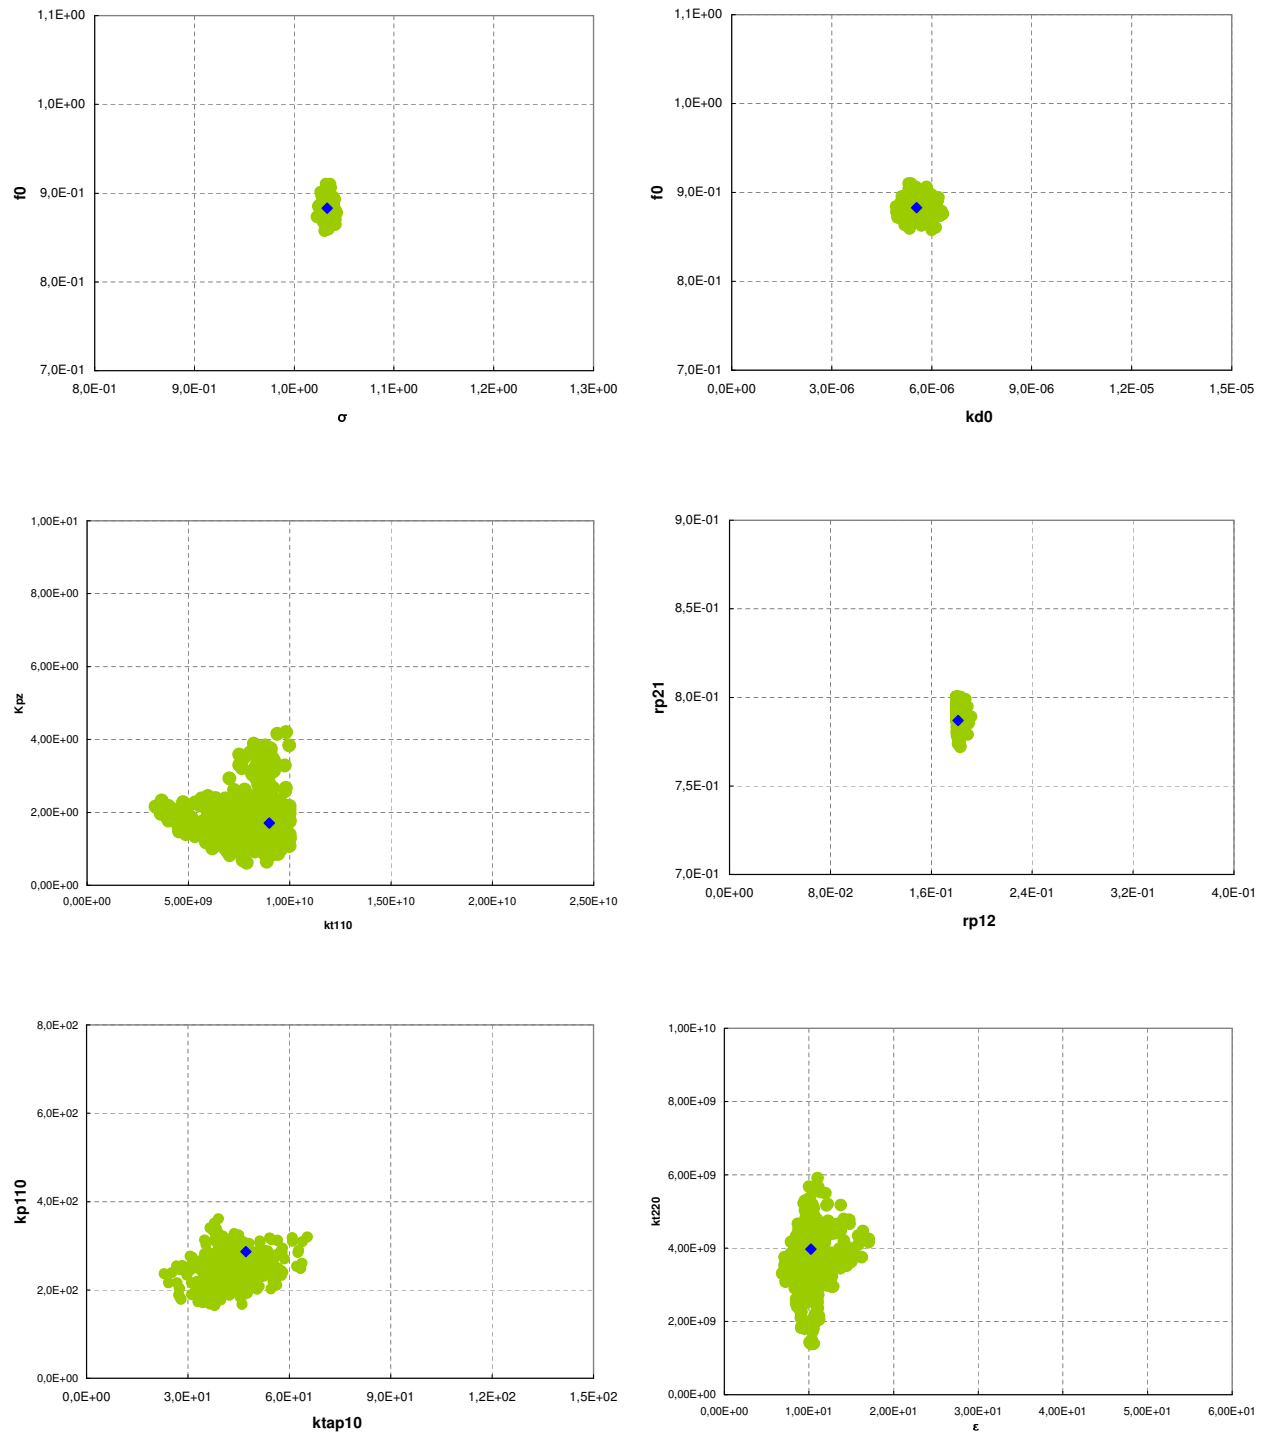 1,1E+00
1,0E+00
9,0E-01
8,0E-01
7,0E-01
f0
8,0E-01 9,0E-01 1,0E+00 1,1E+00 1,2E+00 1,3E+00
σ
1,1E+00
1,0E+00
9,0E-01
8,0E-01
7,0E-01
f0
0,0E+00 3,0E-06 6,0E-06 9,0E-06 1,2E-05 1,5E-05
kd0
1,00E+01
8,00E+00
6,00E+00
4,00E+00
2,00E+00
0,00E+00
Kpz
0,00E+00 5,00E+09 1,00E+10 1,50E+10 2,00E+10 2,50E+10
kt110
9,0E-01
8,5E-01
8,0E-01
7,5E-01
7,0E-01
rp21
0,0E+00 8,0E-02 1,6E-01 2,4E-01 3,2E-01 4,0E-01
rp12
8,0E+02
6,0E+02
4,0E+02
2,0E+02
0,0E+00
kp110
0,0E+00 3,0E+01 6,0E+01 9,0E+01 1,2E+02 1,5E+02
ktap10
1,00E+10
8,00E+09
6,00E+09
4,00E+09
2,00E+09
0,00E+00
kt220
0,00E+00 1,00E+01 2,00E+01 3,00E+01 4,00E+01 5,00E+01 6,00E+01
ε